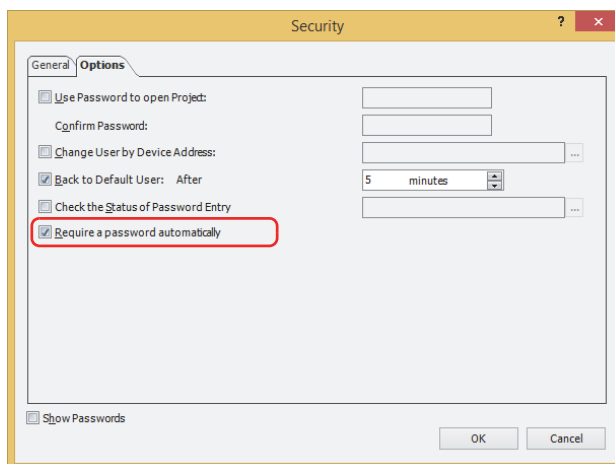 Security
General Options
Use Password to open Project:
Confirm Password:
Change User by Device Address:
...
Back to Default User: After 5 minutes
Check the Status of Password Entry
...
Require a password automatically
Show Passwords
OK Cancel